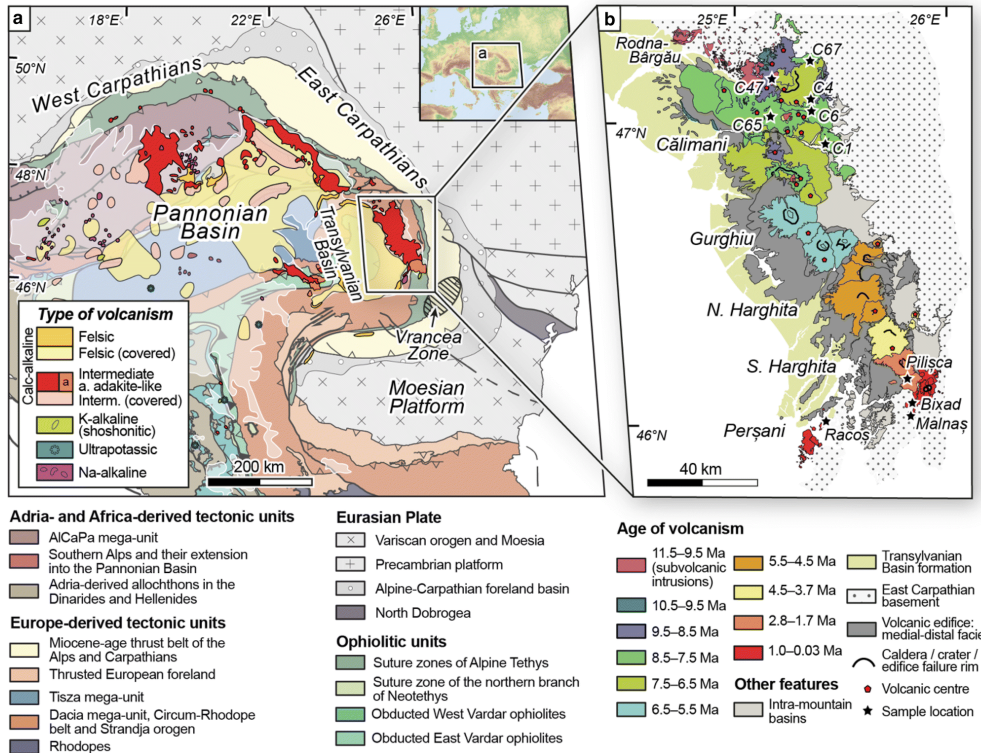 a
18°E
22°E
26°E
50°N
48°N
46°N
West Carpathians
East Carpathians
Pannonian
Basin
Transylvanian
Basin
Vrancea
Zone
Moesian
Platform
a
200 km
Type of volcanism
Calc-alkaline
Felsic
Felsic (covered)
a
Intermediate
a. adakite-like
Interm. (covered)
K-alkaline
(shoshonitic)
Ultrapotassic
Na-alkaline
b
25°E
26°E
47°N
46°N
Rodna-
Bârgău
C67
C47
C4
C6
C65
C1
Călimani
Gurghiu
N. Harghita
S. Harghita
Pilișca
Bixad
Malnaș
Perșani
Racoș
40 km
Adria- and Africa-derived tectonic units
AlCaPa mega-unit
Southern Alps and their extension
into the Pannonian Basin
Adria-derived allochthons in the
Dinarides and Hellenides
Europe-derived tectonic units
Miocene-age thrust belt of the
Alps and Carpathians
Thrusted European foreland
Tisza mega-unit
Dacia mega-unit, Circum-Rhodope
belt and Strandja orogen
Rhodopes
Eurasian Plate
Variscan orogen and Moesia
Precambrian platform
Alpine-Carpathian foreland basin
North Dobrogea
Ophiolitic units
Suture zones of Alpine Tethys
Suture zone of the northern branch
of Neotethys
Obducted West Vardar ophiolites
Obducted East Vardar ophiolites
Age of volcanism
11.5–9.5 Ma
(subvolcanic
intrusions)
10.5–9.5 Ma
9.5–8.5 Ma
8.5–7.5 Ma
7.5–6.5 Ma
6.5–5.5 Ma
5.5–4.5 Ma
4.5–3.7 Ma
2.8–1.7 Ma
1.0–0.03 Ma
Other features
Intra-mountain
basins
Transylvanian
Basin formation
East Carpathian
basement
Volcanic edifice:
medial-distal facie
Caldera / crater /
edifice failure rim
Volcanic centre
Sample location